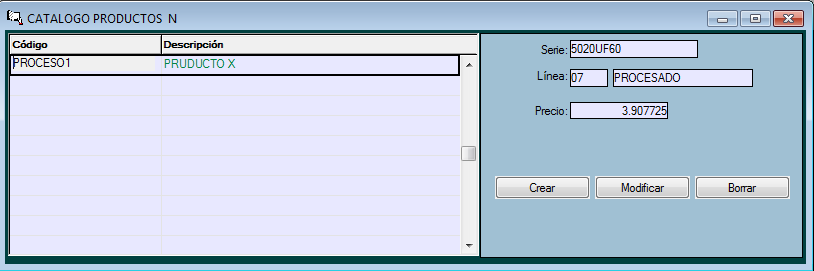 CATALOGO PRODUCTOS N
Código Descripción
PROCESO1 PRUDUCTO X
Serie: 5020UF60
Línea: 07 PROCESADO
Precio: 3.907725
Crear Modificar Borrar